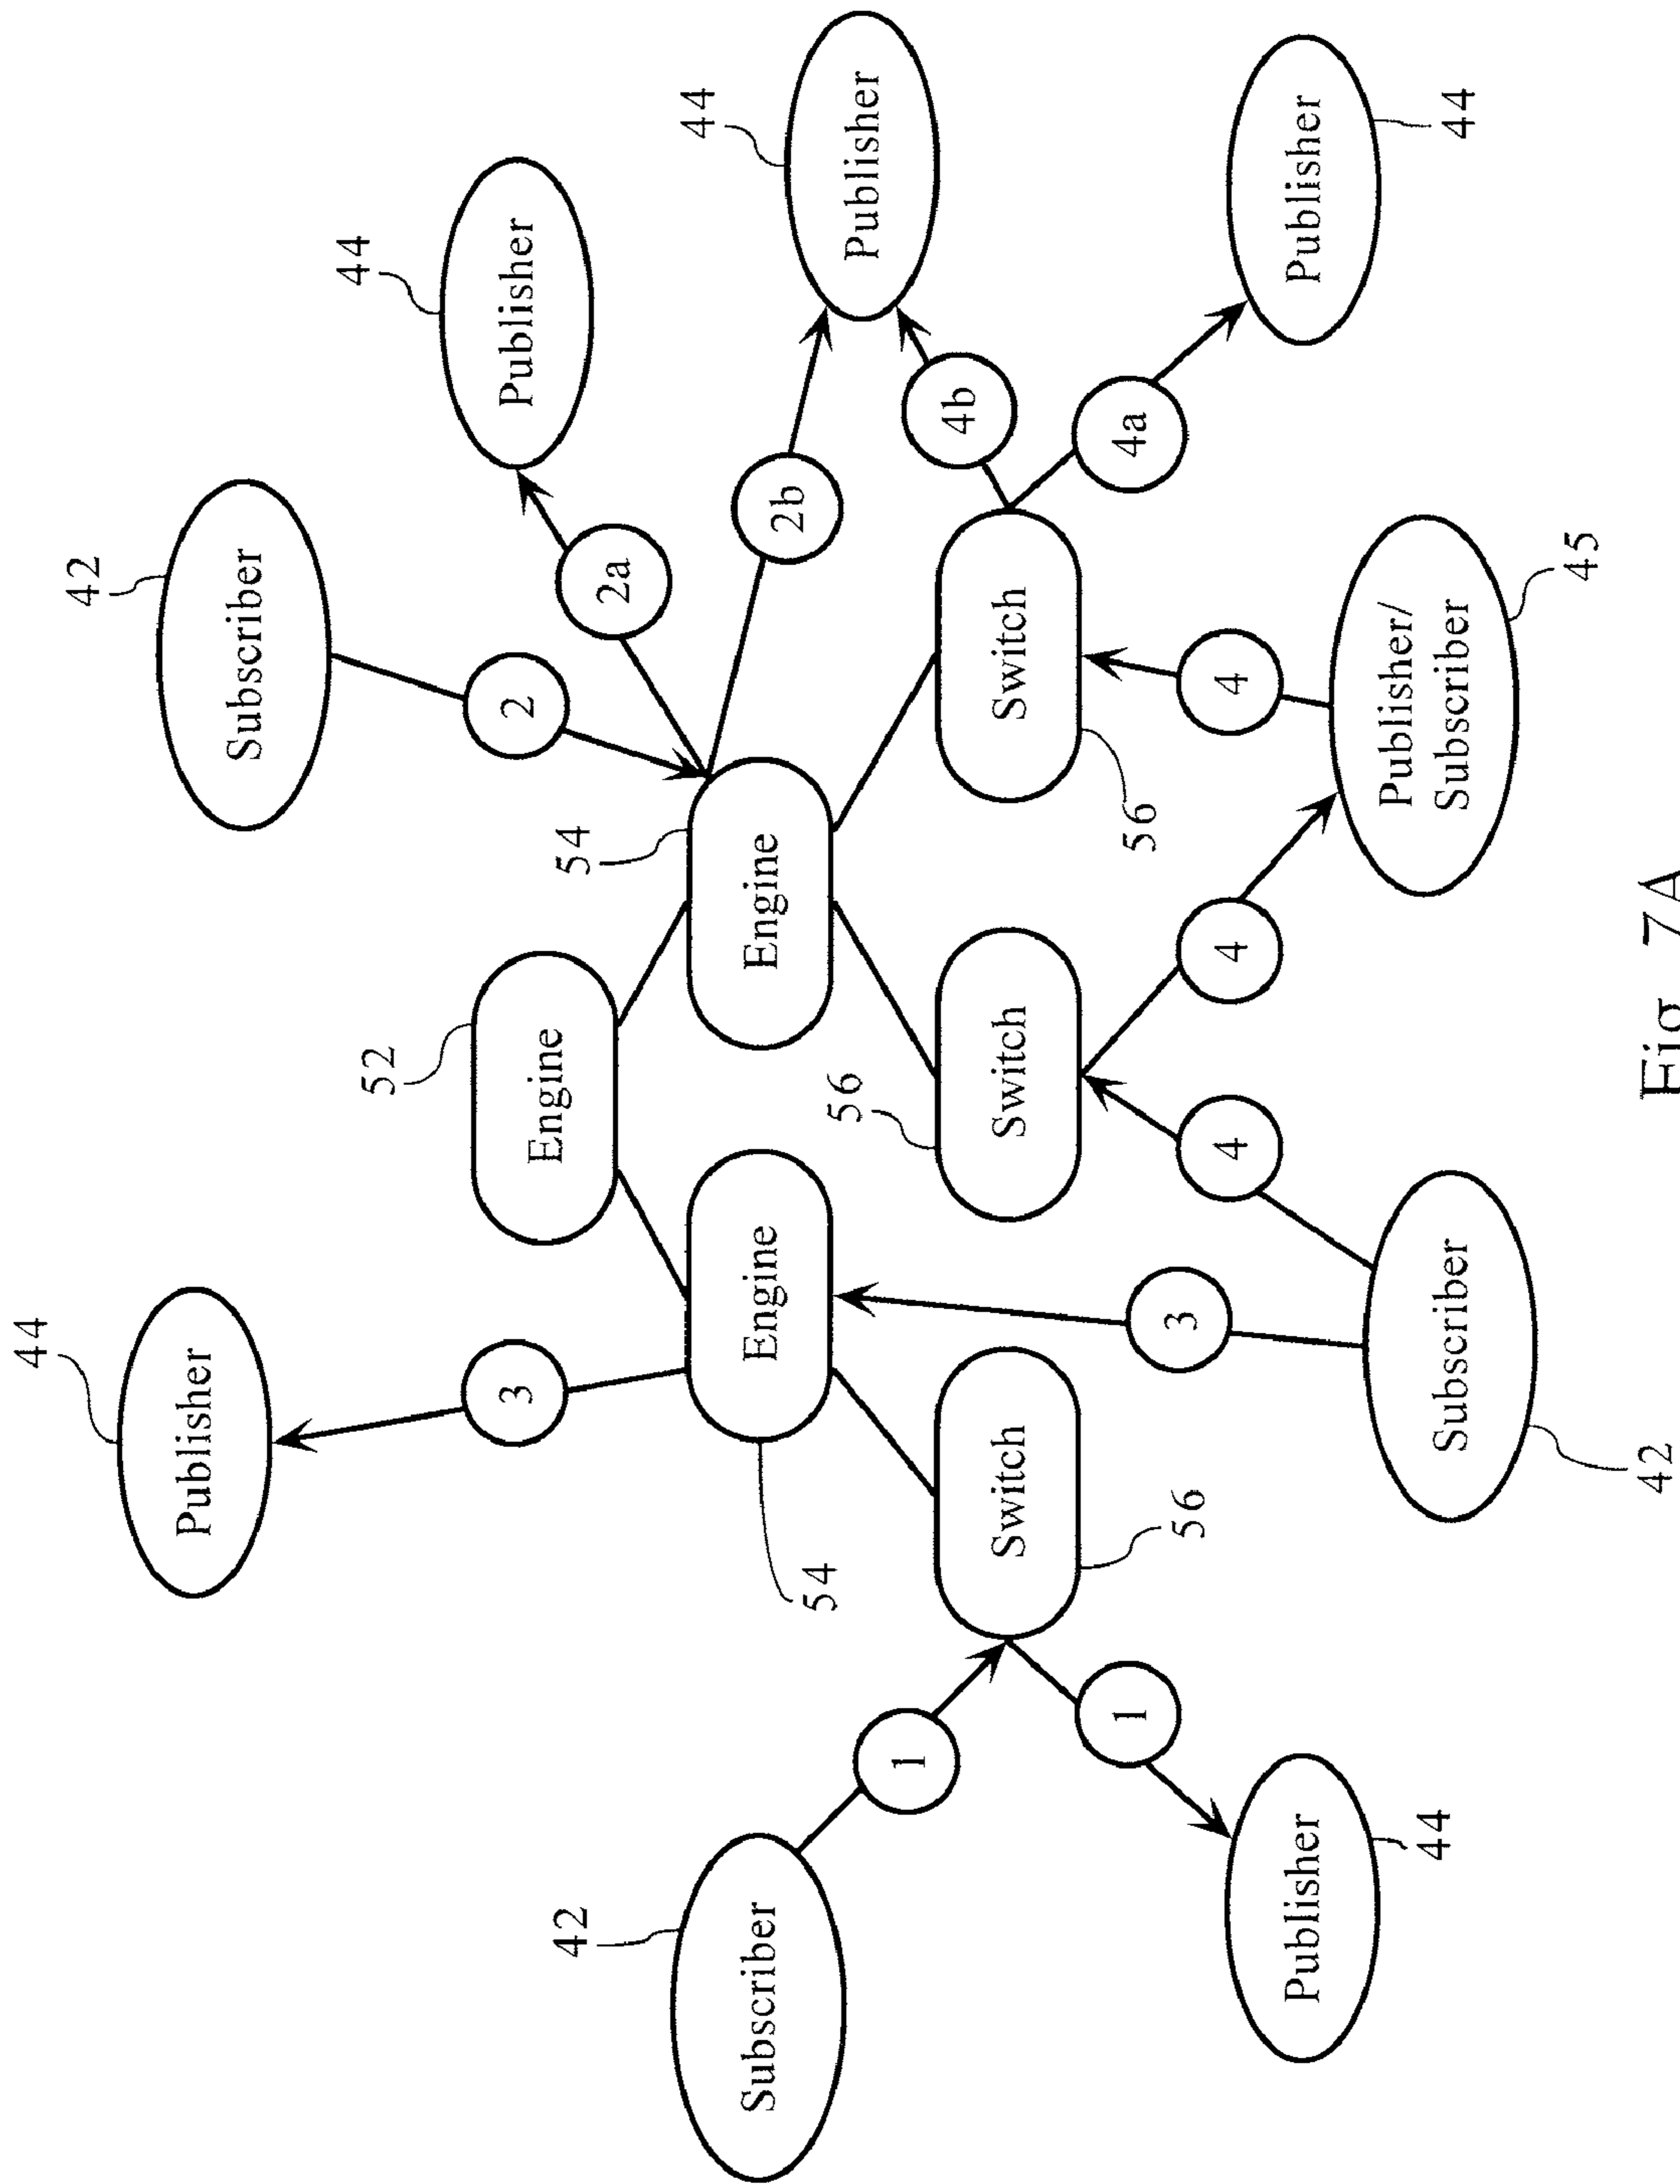 44
42
Publisher
Subscriber
44
52
3
2
Publisher
Engine
42
54
2a
44
Subscriber
Engine
Engine
2b
54
56
Publisher
1
4b
Switch
Switch
Switch
1
56
4a
56
3
4
4
4
Publisher
Publisher
44
Publisher/
Subscriber
Subscriber
44
45
42
Fig. 7A